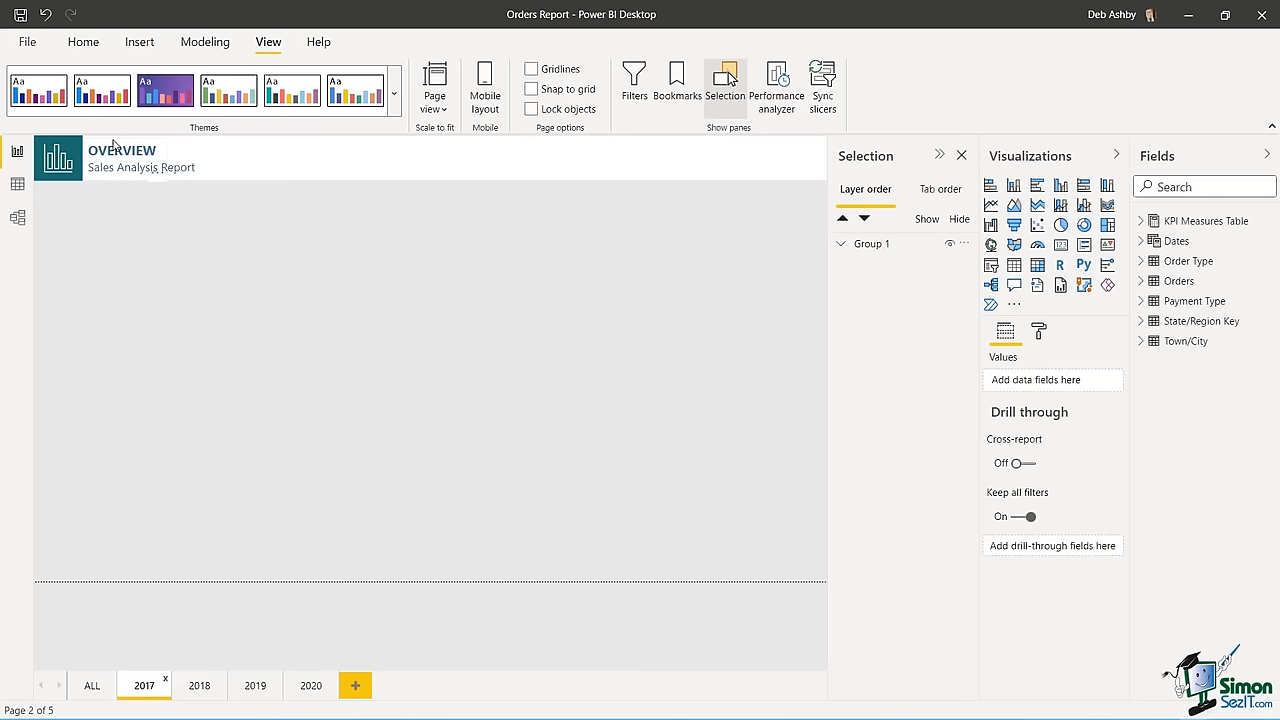 Orders Report - Power BI Desktop
Deb Ashby
File Home Insert Modeling View Help
Aa Aa Aa Aa Aa Aa
Page view
Mobile layout
Gridlines
Snap to grid
Lock objects
Filters Bookmarks Selection Performance analyzer Sync slicers
Themes Scale to fit Mobile Page options Show panes
OVERVIEW
Sales Analysis Report
Selection
Layer order Tab order
Show Hide
Group 1
Visualizations
R Py
123
Values
Add data fields here
Drill through
Cross-report
Off
Keep all filters
On
Add drill-through fields here
Fields
Search
KPI Measures Table
Dates
Order Type
Orders
Payment Type
State/Region Key
Town/City
ALL 2017 x 2018 2019 2020 +
Page 2 of 5
Simon
SezIT.com